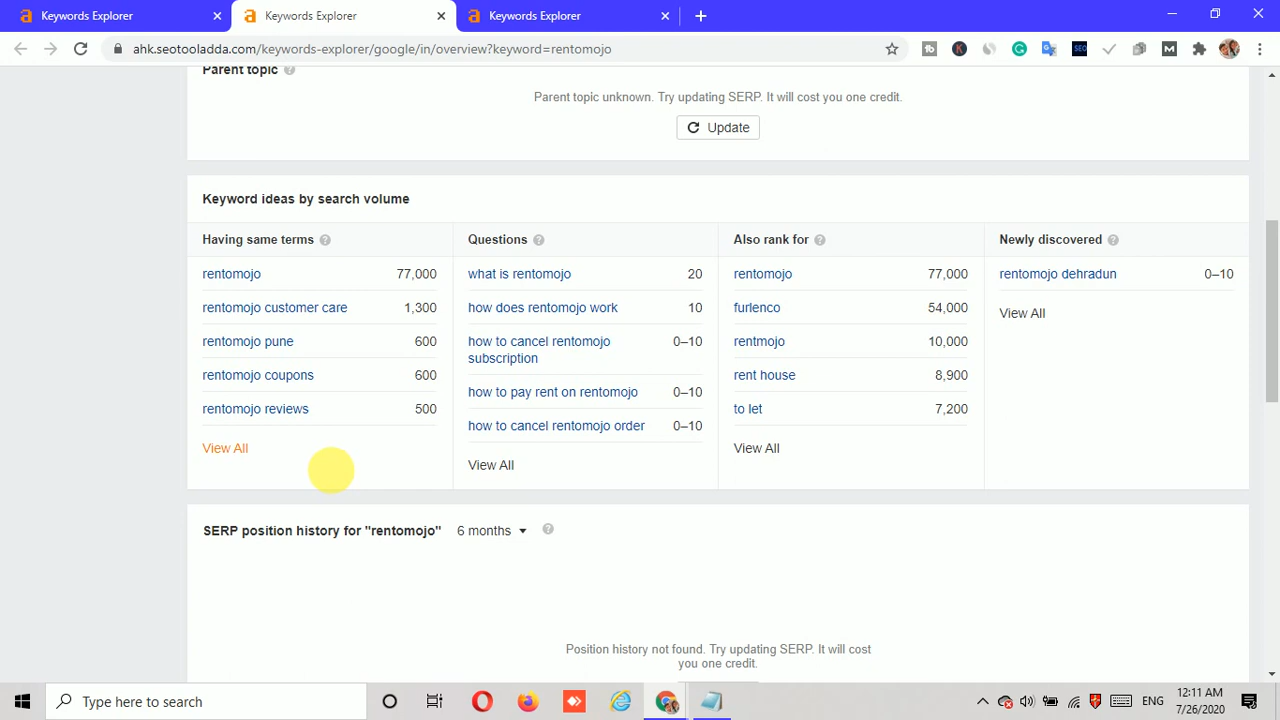 Keywords Explorer
Keywords Explorer
Keywords Explorer
ahk.seotooladda.com/keywords-explorer/google/in/overview?keyword=rentomojo
Parent topic
Parent topic unknown. Try updating SERP. It will cost you one credit.
Update
Keyword ideas by search volume
Having same terms
rentomojo 77,000
rentomojo customer care 1,300
rentomojo pune 600
rentomojo coupons 600
rentomojo reviews 500
View All
Questions
what is rentomojo 20
how does rentomojo work 10
how to cancel rentomojo 0–10
subscription
how to pay rent on rentomojo 0–10
how to cancel rentomojo order 0–10
View All
Also rank for
rentomojo 77,000
furlenco 54,000
rentmojo 10,000
rent house 8,900
to let 7,200
View All
Newly discovered
rentomojo dehradun 0–10
View All
SERP position history for "rentomojo" 6 months
Position history not found. Try updating SERP. It will cost
you one credit.
Type here to search
ENG
12:11 AM
7/26/2020